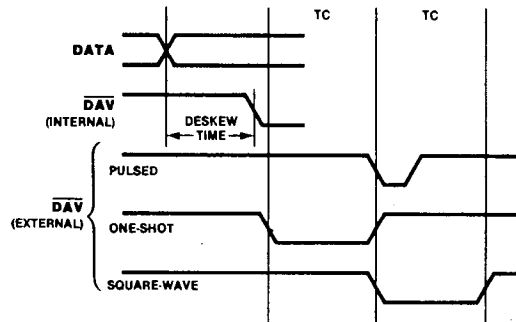 TC TC
DATA
DAV
(INTERNAL)
DESKEW
TIME
DAV
(EXTERNAL)
PULSED
ONE-SHOT
SQUARE-WAVE